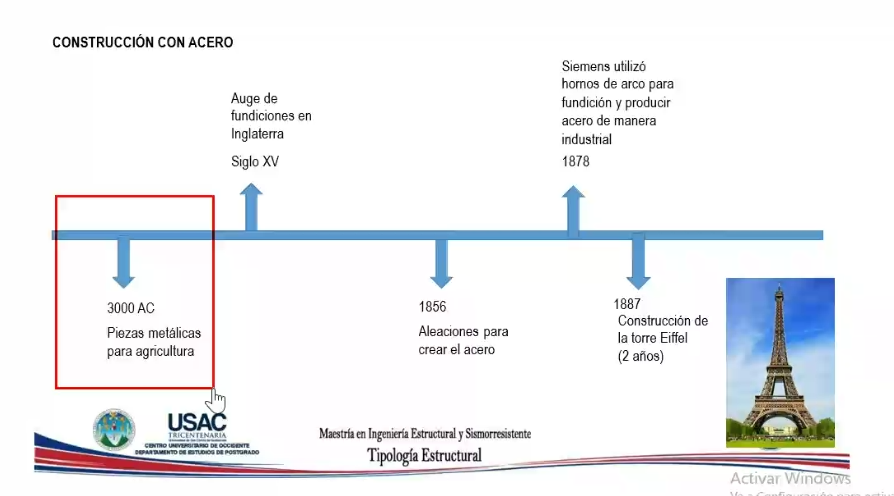 CONSTRUCCIÓN CON ACERO
Auge de
fundiciones en
Inglaterra
Siglo XV
Siemens utilizó
hornos de arco para
fundición y producir
acero de manera
industrial
1878
3000 AC
Piezas metálicas
para agricultura
1856
Aleaciones para
crear el acero
1887
Construcción de
la torre Eiffel
(2 años)
USAC
TRICENTENARIA
CENTRO UNIVERSITARIO DE OCCIDENTE
DEPARTAMENTO DE ESTUDIOS DE POSTGRADO
Maestría en Ingeniería Estructural y Sismorresistente
Tipología Estructural
Activar Windows